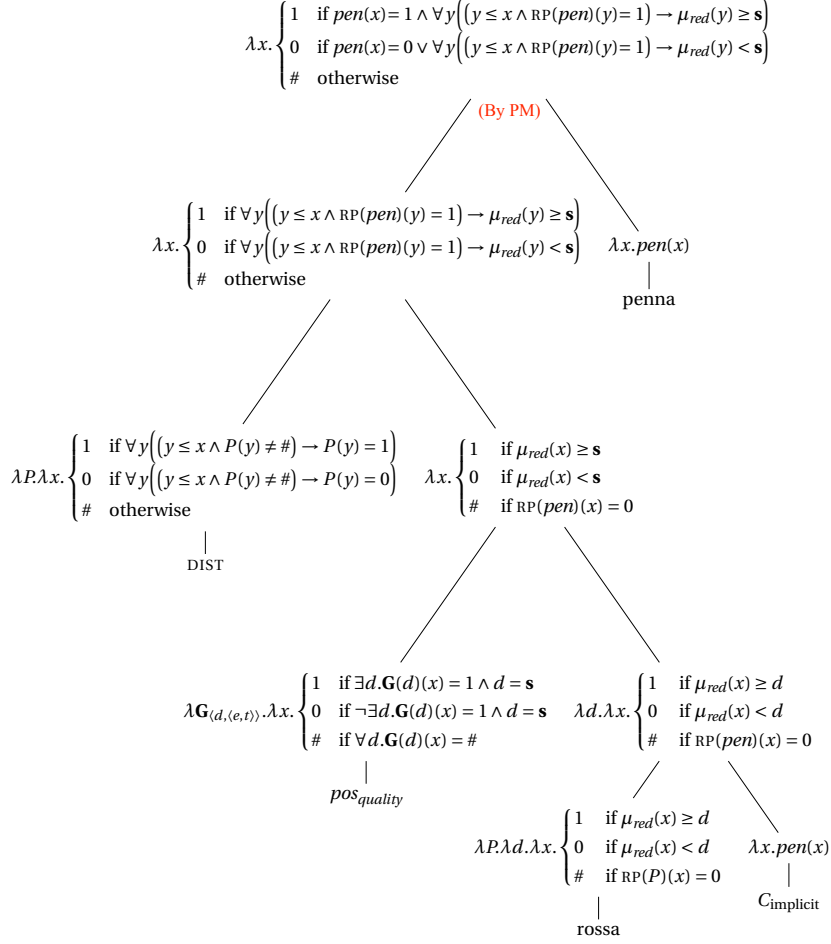 λx. { 1 if pen(x) = 1 ∧ ∀y((y ≤ x ∧ RP(pen)(y) = 1) → μ_red(y) ≥ s)
0 if pen(x) = 0 ∨ ∀y((y ≤ x ∧ RP(pen)(y) = 1) → μ_red(y) < s)
# otherwise
(By PM)
λx. { 1 if ∀y((y ≤ x ∧ RP(pen)(y) = 1) → μ_red(y) ≥ s)
0 if ∀y((y ≤ x ∧ RP(pen)(y) = 1) → μ_red(y) < s)
# otherwise
λx.pen(x)
penna
λP.λx. { 1 if ∀y((y ≤ x ∧ P(y) ≠ #) → P(y) = 1)
0 if ∀y((y ≤ x ∧ P(y) ≠ #) → P(y) = 0)
# otherwise
DIST
λx. { 1 if μ_red(x) ≥ s
0 if μ_red(x) < s
# if RP(pen)(x) = 0
λG⟨d,⟨e,t⟩⟩.λx. { 1 if ∃d.G(d)(x) = 1 ∧ d = s
0 if ¬∃d.G(d)(x) = 1 ∧ d = s
# if ∀d.G(d)(x) = #
pos_quality
λd.λx. { 1 if μ_red(x) ≥ d
0 if μ_red(x) < d
# if RP(pen)(x) = 0
λP.λd.λx. { 1 if μ_red(x) ≥ d
0 if μ_red(x) < d
# if RP(P)(x) = 0
rossa
λx.pen(x)
C_implicit